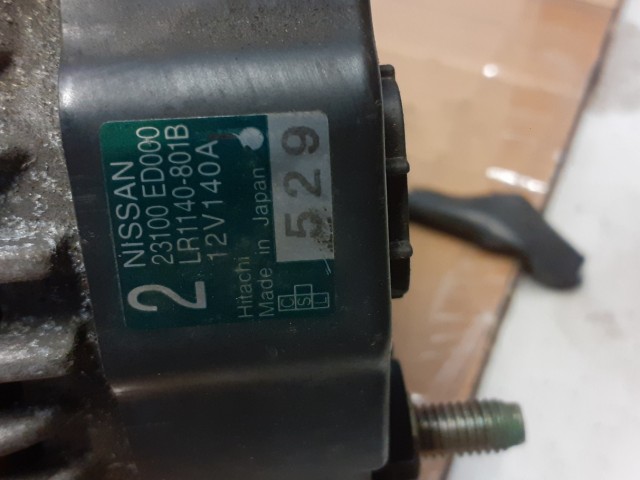 2
NISSAN
23100 ED000
LR1140-801B
12V140A
Hitachi
Made in Japan
529
C
S
L